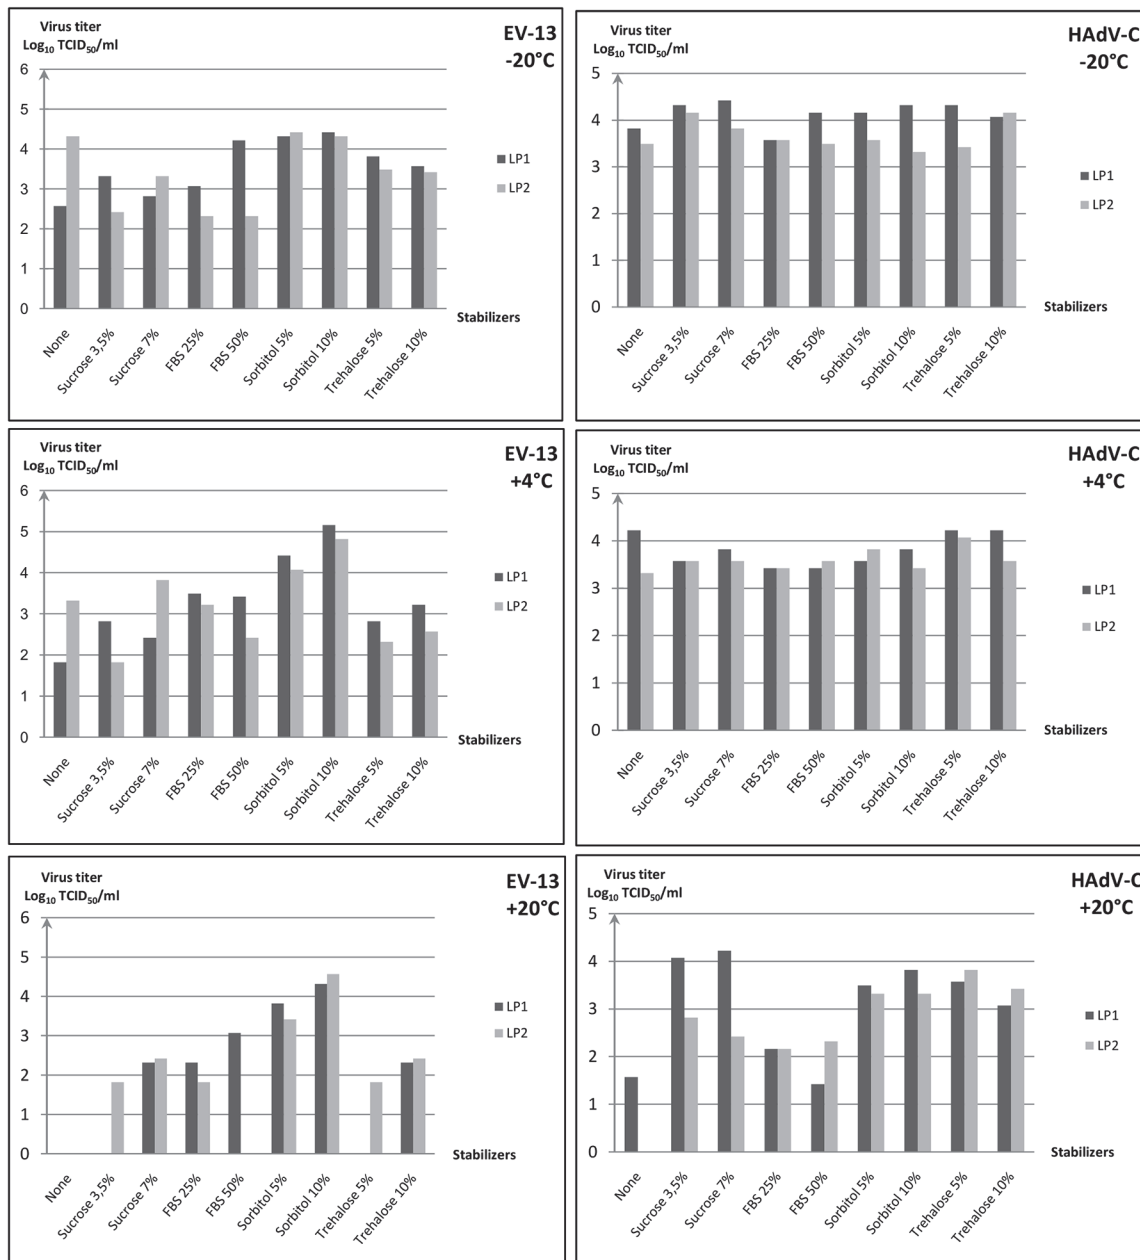 Virus titer
Log₁₀ TCID₅₀/ml
EV-13
-20°C
6
5
4
3
2
1
0
LP1
LP2
Stabilizers
None
Sucrose 3,5%
Sucrose 7%
FBS 25%
FBS 50%
Sorbitol 5%
Sorbitol 10%
Trehalose 5%
Trehalose 10%
Virus titer
Log₁₀ TCID₅₀/ml
HAdV-C
-20°C
5
4
3
2
1
0
LP1
LP2
Stabilizers
None
Sucrose 3,5%
Sucrose 7%
FBS 25%
FBS 50%
Sorbitol 5%
Sorbitol 10%
Trehalose 5%
Trehalose 10%
Virus titer
Log₁₀ TCID₅₀/ml
EV-13
+4°C
6
5
4
3
2
1
0
LP1
LP2
Stabilizers
None
Sucrose 3,5%
Sucrose 7%
FBS 25%
FBS 50%
Sorbitol 5%
Sorbitol 10%
Trehalose 5%
Trehalose 10%
Virus titer
Log₁₀ TCID₅₀/ml
HAdV-C
+4°C
5
4
3
2
1
0
LP1
LP2
Stabilizers
None
Sucrose 3,5%
Sucrose 7%
FBS 25%
FBS 50%
Sorbitol 5%
Sorbitol 10%
Trehalose 5%
Trehalose 10%
Virus titer
Log₁₀ TCID₅₀/ml
EV-13
+20°C
6
5
4
3
2
1
0
LP1
LP2
Stabilizers
None
Sucrose 3,5%
Sucrose 7%
FBS 25%
FBS 50%
Sorbitol 5%
Sorbitol 10%
Trehalose 5%
Trehalose 10%
Virus titer
Log₁₀ TCID₅₀/ml
HAdV-C
+20°C
5
4
3
2
1
0
LP1
LP2
Stabilizers
None
Sucrose 3,5%
Sucrose 7%
FBS 25%
FBS 50%
Sorbitol 5%
Sorbitol 10%
Trehalose 5%
Trehalose 10%